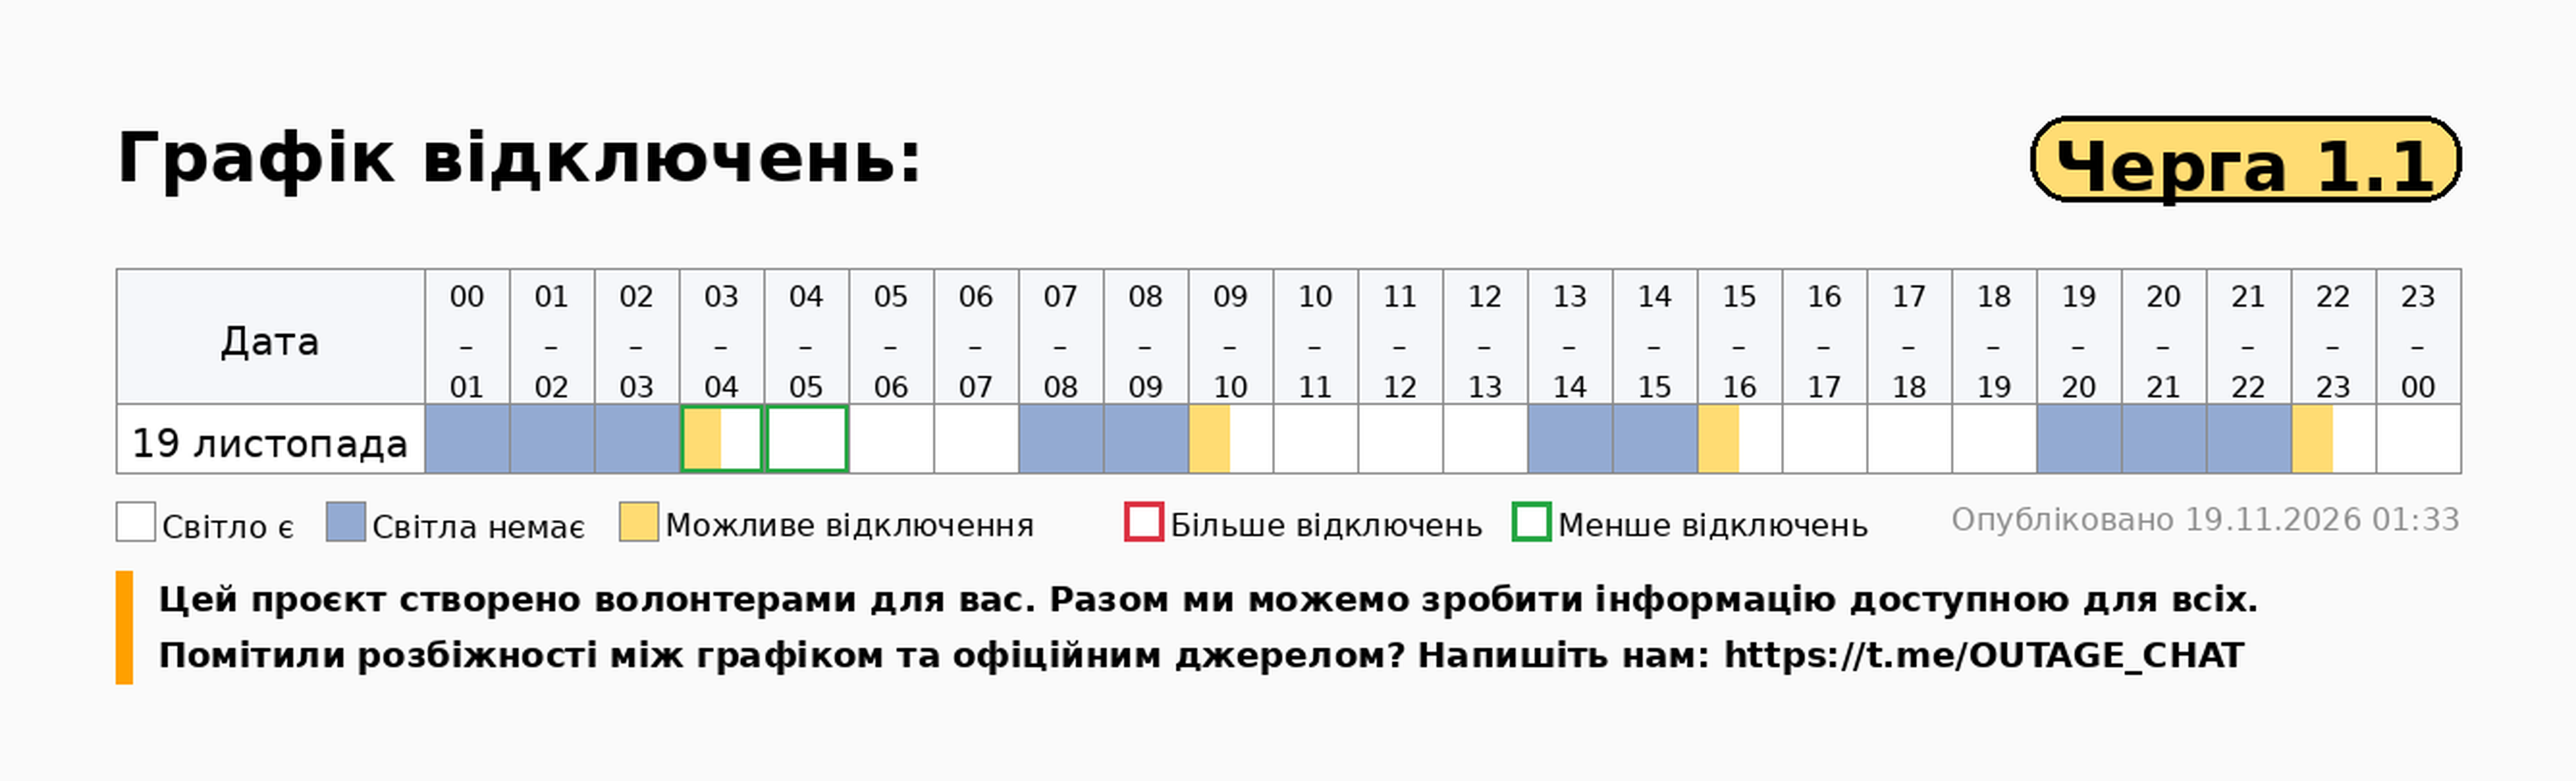 Графік відключень:
Черга 1.1
Дата 00 – 01 01 – 02 02 – 03 03 – 04 04 – 05 05 – 06 06 – 07 07 – 08 08 – 09 09 – 10 10 – 11 11 – 12 12 – 13 13 – 14 14 – 15 15 – 16 16 – 17 17 – 18 18 – 19 19 – 20 20 – 21 21 – 22 22 – 23 23 – 00
19 листопада
Світло є Світла немає Можливе відключення Більше відключень Менше відключень Опубліковано 19.11.2026 01:33
Цей проєкт створено волонтерами для вас. Разом ми можемо зробити інформацію доступною для всіх.
Помітили розбіжності між графіком та офіційним джерелом? Напишіть нам: https://t.me/OUTAGE_CHAT